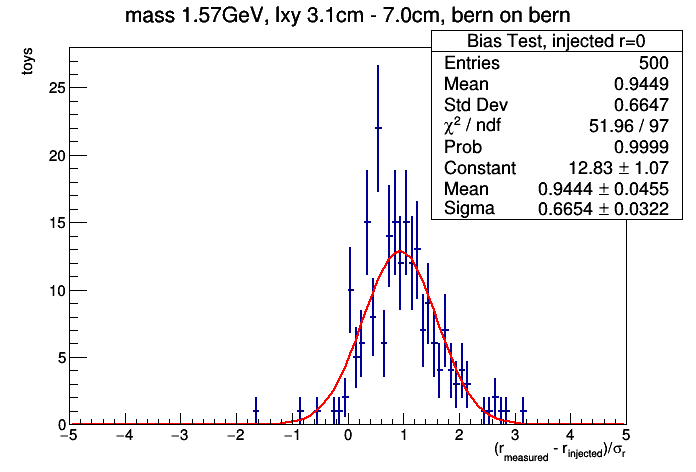 mass 1.57GeV, lxy 3.1cm - 7.0cm, bern on bern
Bias Test, injected r=0
Entries 500
Mean 0.9449
Std Dev 0.6647
χ² / ndf 51.96 / 97
Prob 0.9999
Constant 12.83 ± 1.07
Mean 0.9444 ± 0.0455
Sigma 0.6654 ± 0.0322
toys
25
20
15
10
5
0
−5 −4 −3 −2 −1 0 1 2 3 4 5
(r_measured - r_injected)/σ_r